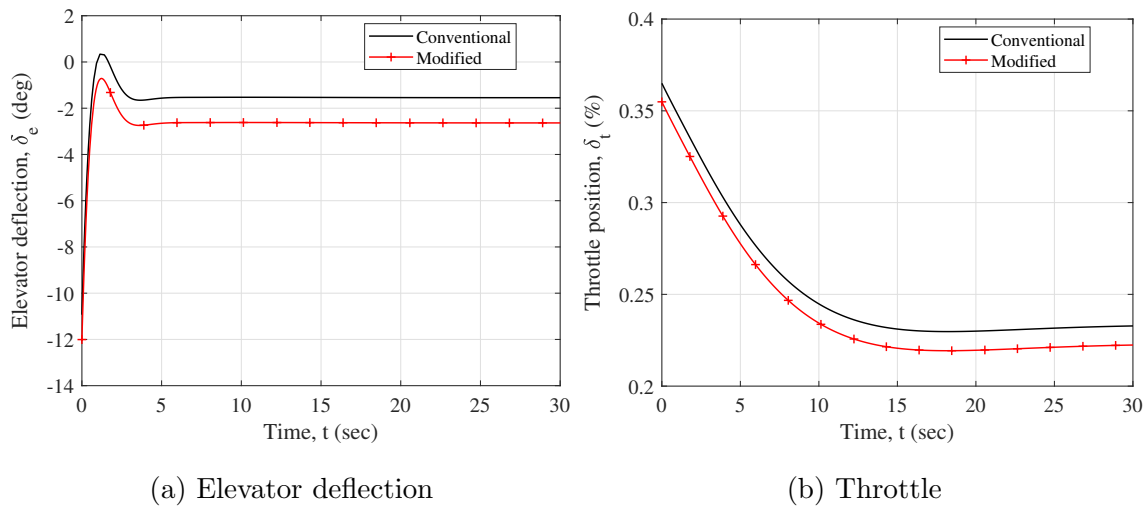 2
0
-2
-4
-6
-8
-10
-12
-14
Elevator deflection, δ_e (deg)
Conventional
Modified
0 5 10 15 20 25 30
Time, t (sec)
(a) Elevator deflection
0.4
0.35
0.3
0.25
0.2
Throttle position, δ_t (%)
Conventional
Modified
0 5 10 15 20 25 30
Time, t (sec)
(b) Throttle